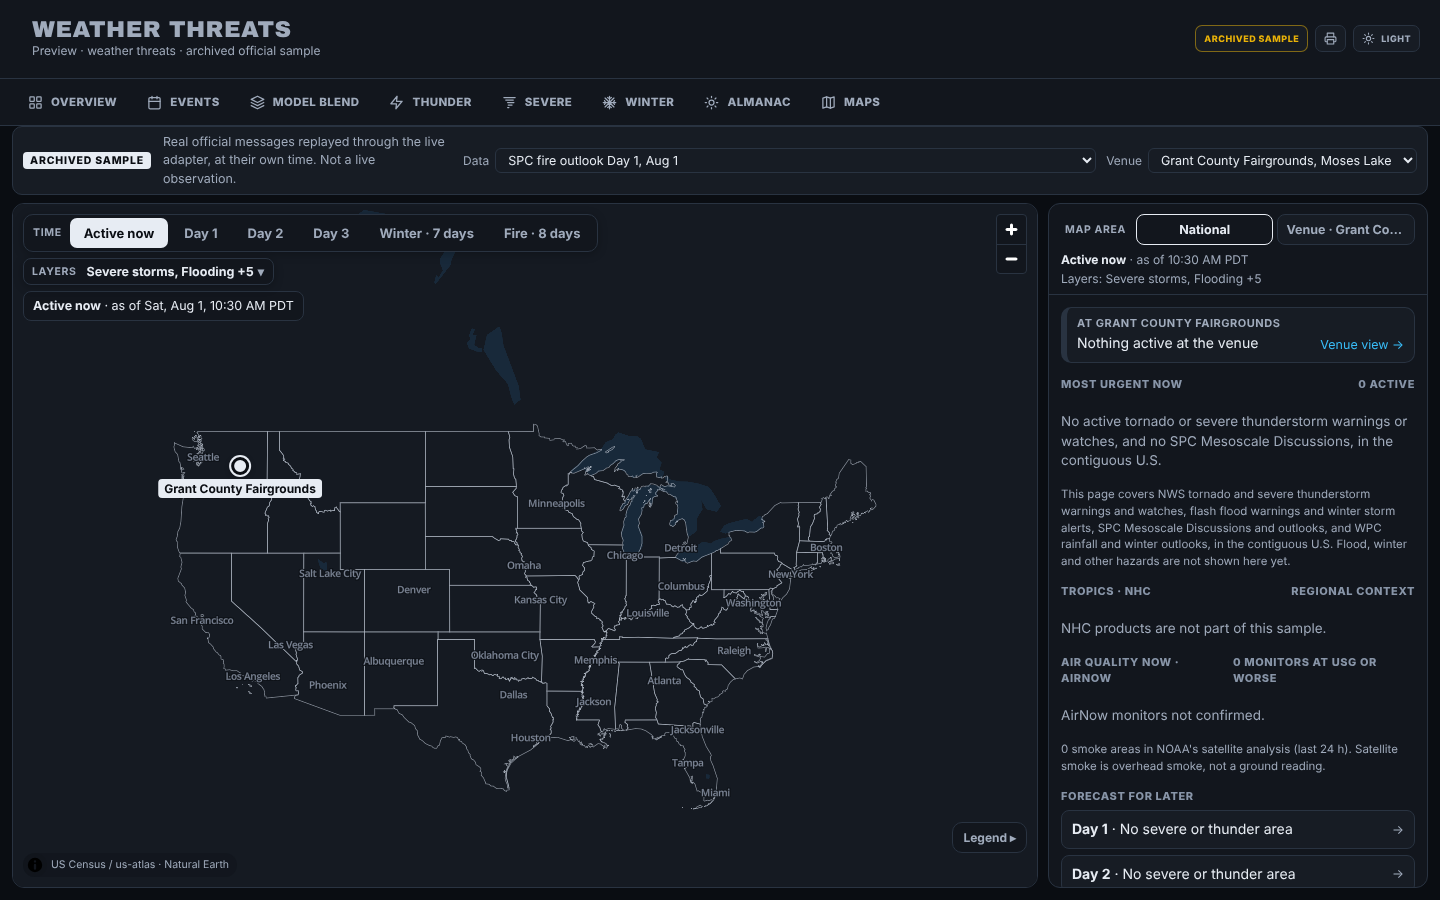 WEATHER THREATS
Preview · weather threats · archived official sample
ARCHIVED SAMPLE
LIGHT
OVERVIEW
EVENTS
MODEL BLEND
THUNDER
SEVERE
WINTER
ALMANAC
MAPS
ARCHIVED SAMPLE
Real official messages replayed through the live
adapter, at their own time. Not a live
observation.
Data
SPC fire outlook Day 1, Aug 1
Venue
Grant County Fairgrounds, Moses Lake
TIME
Active now
Day 1
Day 2
Day 3
Winter · 7 days
Fire · 8 days
LAYERS Severe storms, Flooding +5 ▾
Active now · as of Sat, Aug 1, 10:30 AM PDT
+
−
Seattle
Grant County Fairgrounds
Minneapolis
Chicago
Detroit
Boston
Salt Lake City
Omaha
New York
Denver
Columbus
Kansas City
Washington
San Francisco
Louisville
Las Vegas
Raleigh
Albuquerque
Oklahoma City
Memphis
Los Angeles
Phoenix
Atlanta
Dallas
Jackson
Jacksonville
Houston
Tampa
Miami
Legend ▸
US Census / us-atlas · Natural Earth
MAP AREA
National
Venue · Grant Co...
Active now · as of 10:30 AM PDT
Layers: Severe storms, Flooding +5
AT GRANT COUNTY FAIRGROUNDS
Nothing active at the venue
Venue view →
MOST URGENT NOW
0 ACTIVE
No active tornado or severe thunderstorm warnings or
watches, and no SPC Mesoscale Discussions, in the
contiguous U.S.
This page covers NWS tornado and severe thunderstorm
warnings and watches, flash flood warnings and winter storm
alerts, SPC Mesoscale Discussions and outlooks, and WPC
rainfall and winter outlooks, in the contiguous U.S. Flood, winter
and other hazards are not shown here yet.
TROPICS · NHC
REGIONAL CONTEXT
NHC products are not part of this sample.
AIR QUALITY NOW ·
AIRNOW
0 MONITORS AT USG OR
WORSE
AirNow monitors not confirmed.
0 smoke areas in NOAA's satellite analysis (last 24 h). Satellite
smoke is overhead smoke, not a ground reading.
FORECAST FOR LATER
Day 1 · No severe or thunder area →
Day 2 · No severe or thunder area →